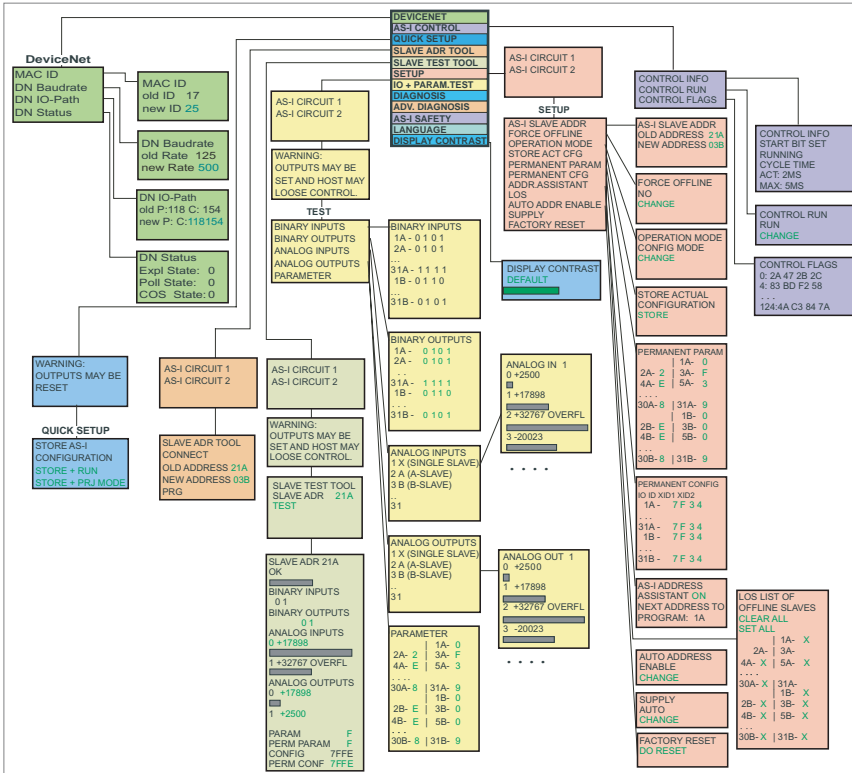 DEVICENET
AS-I CONTROL
QUICK SETUP
SLAVE ADR TOOL
SLAVE TEST TOOL
SETUP
IO + PARAM.TEST
DIAGNOSIS
ADV. DIAGNOSIS
AS-I SAFETY
LANGUAGE
DISPLAY CONTRAST
DeviceNet
MAC ID
DN Baudrate
DN IO-Path
DN Status
MAC ID
old ID 17
new ID 25
DN Baudrate
old Rate 125
new Rate 500
DN IO-Path
old P:118 C: 154
new P: C:118154
DN Status
Expl State: 0
Poll State: 0
COS State: 0
WARNING:
OUTPUTS MAY BE
RESET
QUICK SETUP
STORE AS-I
CONFIGURATION
STORE + RUN
STORE + PRJ MODE
AS-I CIRCUIT 1
AS-I CIRCUIT 2
SLAVE ADR TOOL
CONNECT
OLD ADDRESS 21A
NEW ADDRESS 03B
PRG
AS-I CIRCUIT 1
AS-I CIRCUIT 2
WARNING:
OUTPUTS MAY BE
SET AND HOST MAY
LOOSE CONTROL.
SLAVE TEST TOOL
SLAVE ADR 21A
TEST
SLAVE ADR 21A
OK
BINARY INPUTS
0 1
BINARY OUTPUTS
0 1
ANALOG INPUTS
0 +17898
1 +32767 OVERFL
ANALOG OUTPUTS
0 +17898
1 +2500
PARAM F
PERM PARAM F
CONFIG 7FFE
PERM CONF 7FFE
AS-I CIRCUIT 1
AS-I CIRCUIT 2
WARNING:
OUTPUTS MAY BE
SET AND HOST MAY
LOOSE CONTROL.
TEST
BINARY INPUTS
BINARY OUTPUTS
ANALOG INPUTS
ANALOG OUTPUTS
PARAMETER
BINARY INPUTS
1A - 0 1 0 1
2A - 0 1 0 1
...
31A - 1 1 1 1
1B - 0 1 1 0
...
31B - 0 1 0 1
BINARY OUTPUTS
1A - 0 1 0 1
2A - 0 1 0 1
...
31A - 1 1 1 1
1B - 0 1 1 0
...
31B - 0 1 0 1
ANALOG INPUTS
1 X (SINGLE SLAVE)
2 A (A-SLAVE)
3 B (B-SLAVE)
..
31
ANALOG OUTPUTS
1 X (SINGLE SLAVE)
2 A (A-SLAVE)
3 B (B-SLAVE)
..
31
PARAMETER
| 1A- 0
2A- 2 | 3A- F
4A- E | 5A- 3
. . . .
30A- 8 | 31A- 9
| 1B- 0
2B- E | 3B- 0
4B- E | 5B- 0
...
30B- 8 | 31B- 9
ANALOG IN 1
0 +2500
1 +17898
2 +32767 OVERFL
3 -20023
. . . .
ANALOG OUT 1
0 +2500
1 +17898
2 +32767 OVERFL
3 -20023
. . . .
AS-I CIRCUIT 1
AS-I CIRCUIT 2
SETUP
AS-I SLAVE ADDR
FORCE OFFLINE
OPERATION MODE
STORE ACT CFG
PERMANENT PARAM
PERMANENT CFG
ADDR.ASSISTANT
LOS
AUTO ADDR ENABLE
SUPPLY
FACTORY RESET
DISPLAY CONTRAST
DEFAULT
AS-I SLAVE ADDR
OLD ADDRESS 21A
NEW ADDRESS 03B
FORCE OFFLINE
NO
CHANGE
OPERATION MODE
CONFIG MODE
CHANGE
STORE ACTUAL
CONFIGURATION
STORE
PERMANENT PARAM
| 1A- 0
2A- 2 | 3A- F
4A- E | 5A- 3
. . . .
30A- 8 | 31A- 9
| 1B- 0
2B- E | 3B- 0
4B- E | 5B- 0
...
30B- 8 | 31B- 9
PERMANENT CONFIG
IO ID XID1 XID2
1A - 7 F 3 4
...
31A - 7 F 3 4
1B - 7 F 3 4
...
31B - 7 F 3 4
AS-I ADDRESS
ASSISTANT ON
NEXT ADDRESS TO
PROGRAM: 1A
AUTO ADDRESS
ENABLE
CHANGE
SUPPLY
AUTO
CHANGE
FACTORY RESET
DO RESET
LOS LIST OF
OFFLINE SLAVES
CLEAR ALL
SET ALL
| 1A- X
2A- | 3A-
4A- X | 5A- X
. . . .
30A- X | 31A-
| 1B- X
2B- X | 3B- X
4B- X | 5B- X
...
30B- X | 31B- X
CONTROL INFO
CONTROL RUN
CONTROL FLAGS
CONTROL INFO
START BIT SET
RUNNING
CYCLE TIME
ACT: 2MS
MAX: 5MS
CONTROL RUN
RUN
CHANGE
CONTROL FLAGS
0: 2A 47 2B 2C
4: 83 BD F2 58
. . .
124:4A C3 84 7A